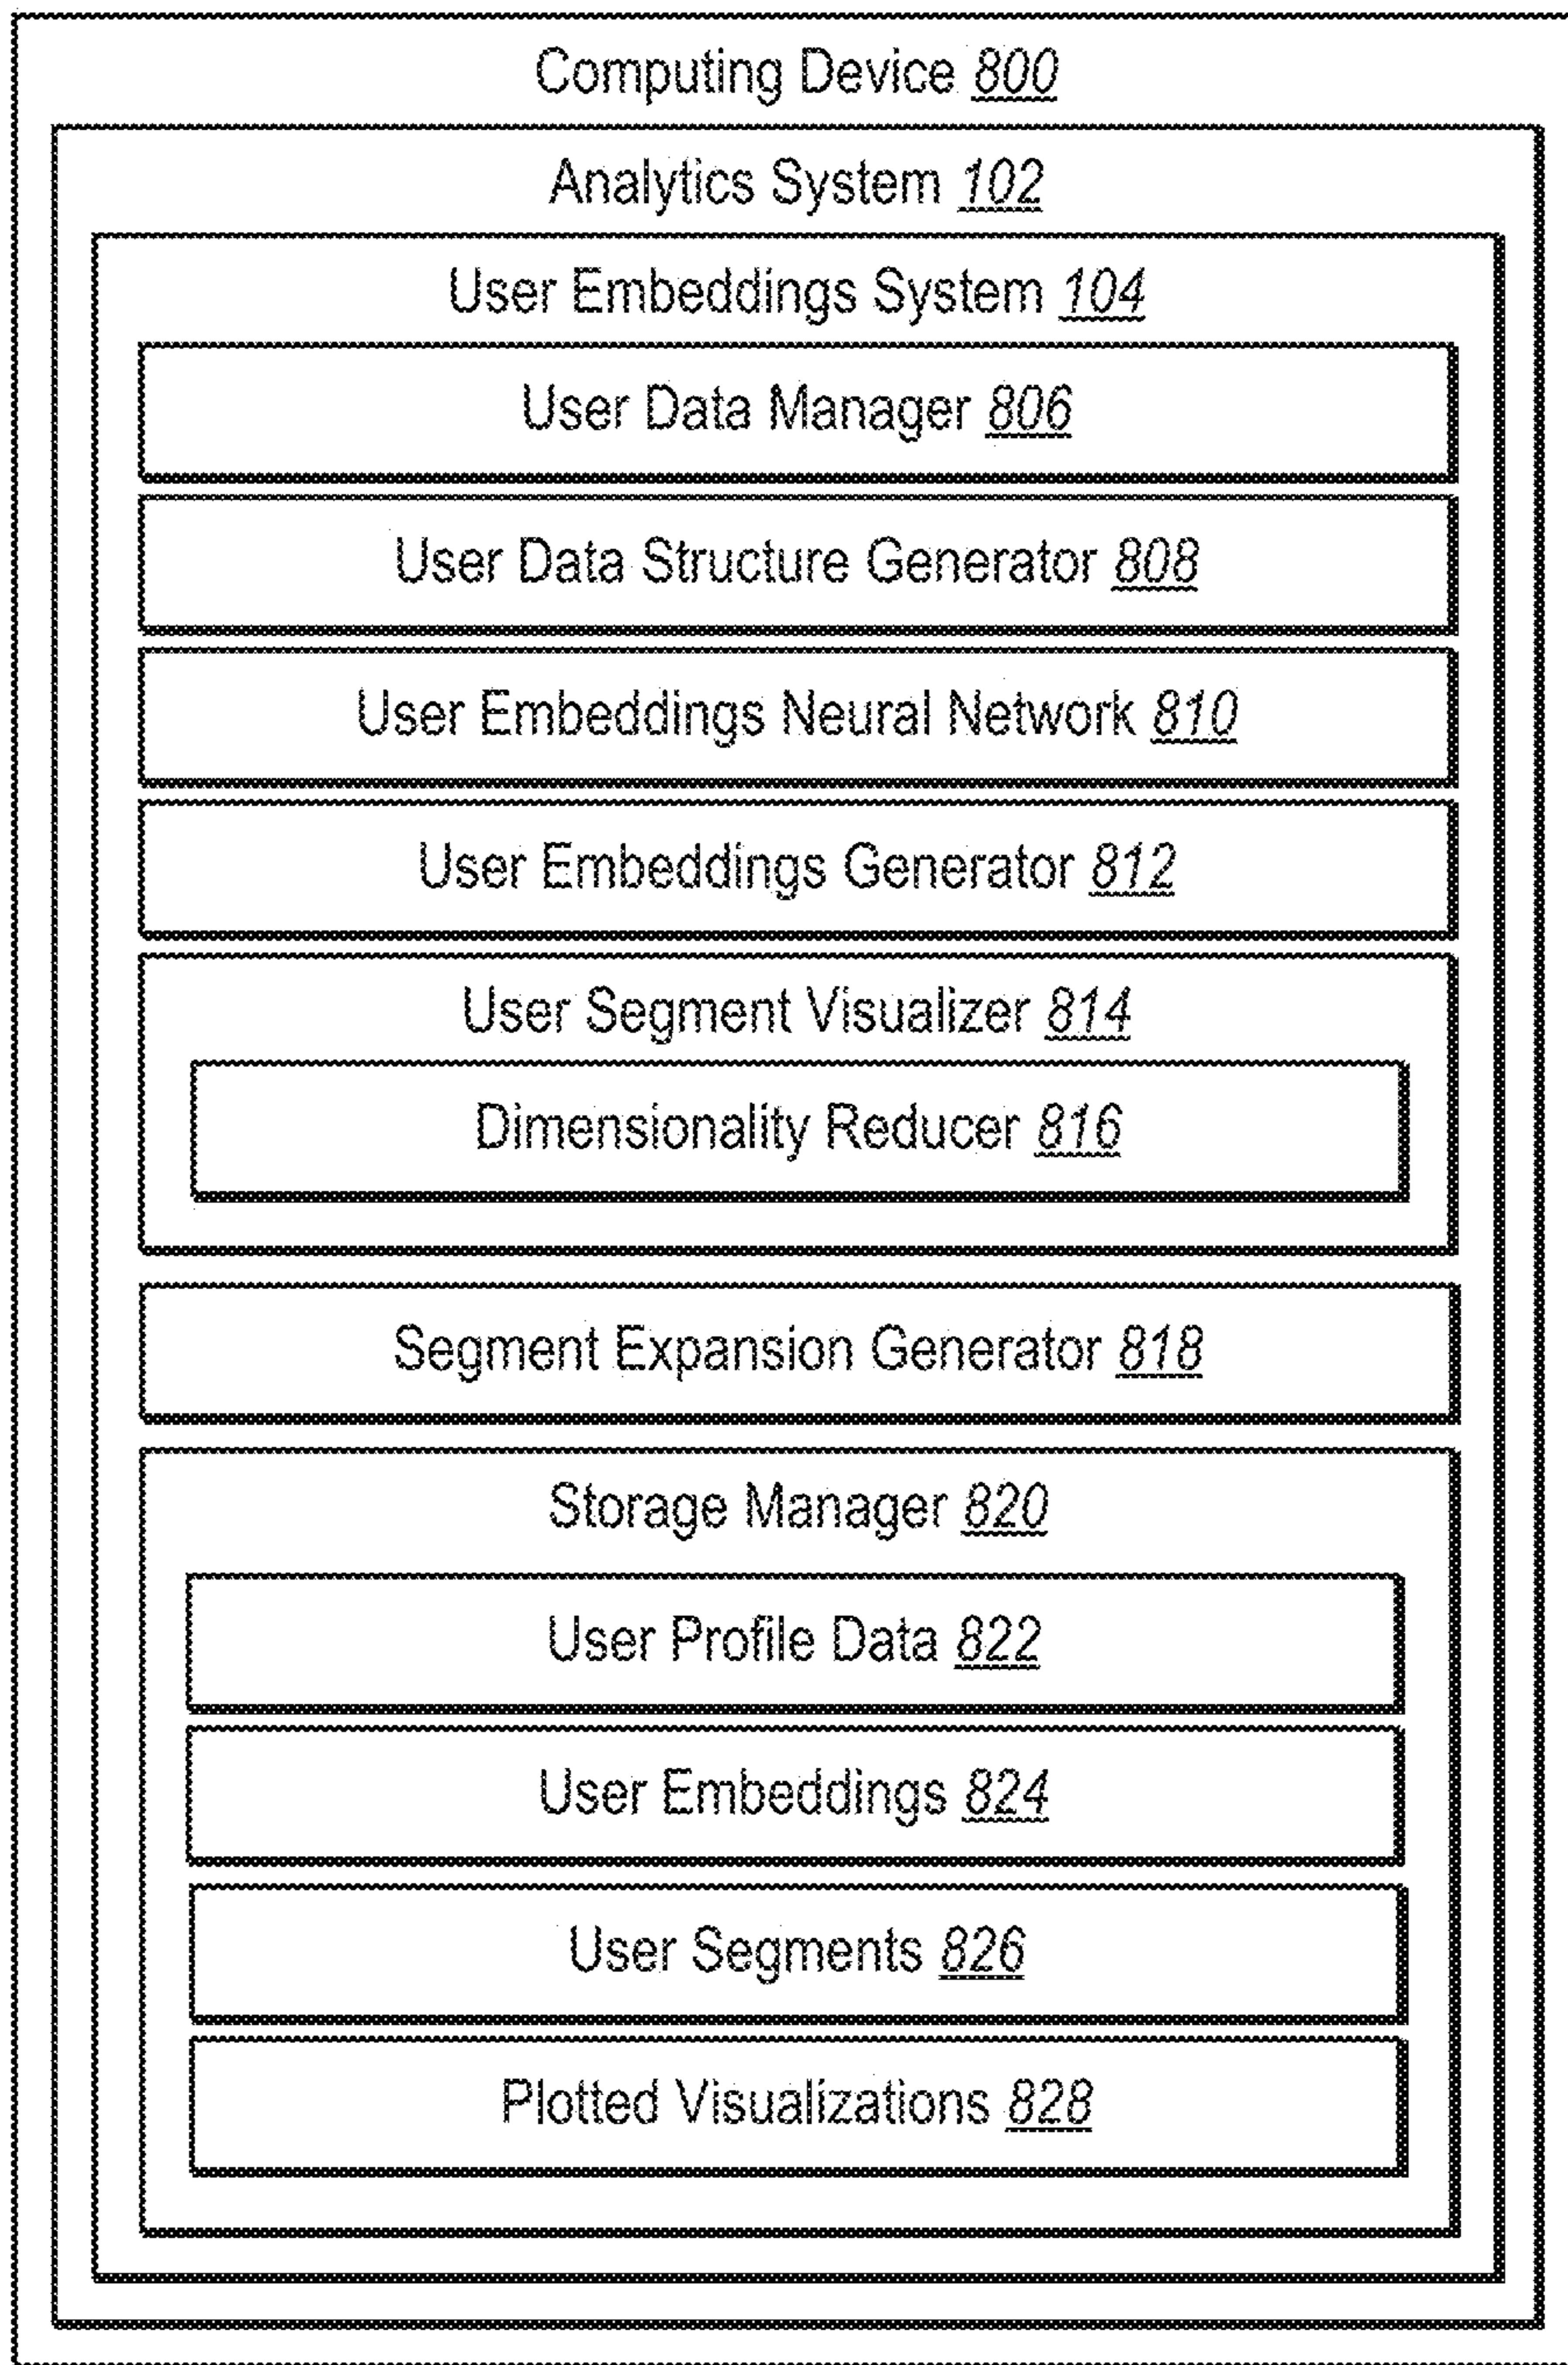 Computing Device 800
Analytics System 102
User Embeddings System 104
User Data Manager 806
User Data Structure Generator 808
User Embeddings Neural Network 810
User Embeddings Generator 812
User Segment Visualizer 814
Dimensionality Reducer 816
Segment Expansion Generator 818
Storage Manager 820
User Profile Data 822
User Embeddings 824
User Segments 826
Plotted Visualizations 828